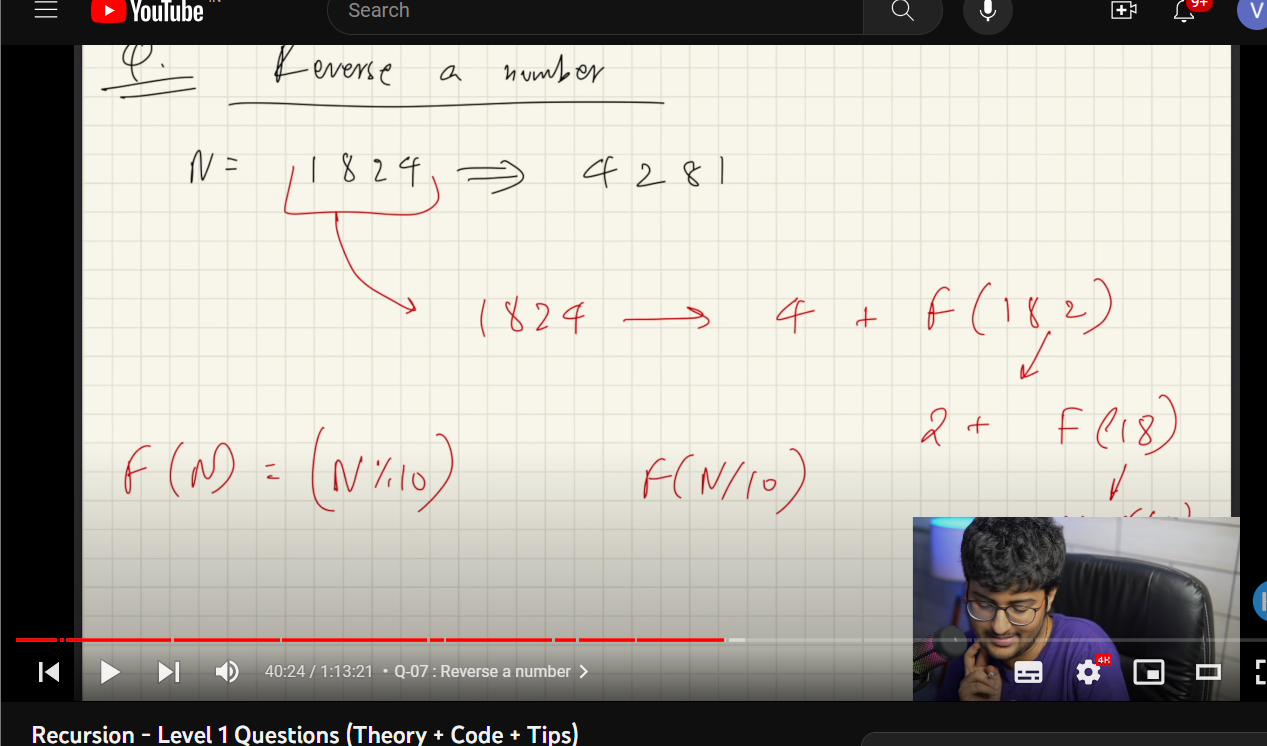 YouTube IN
Search
9+
V
Q. Reverse a number
N = 1824 ⟹ 4281
1824 ⟶ 4 + F(182)
2 + F(18)
F(N) = (N%10) F(N/10)
40:24 / 1:13:21 • Q-07 : Reverse a number
4K
Recursion - Level 1 Questions (Theory + Code + Tips)